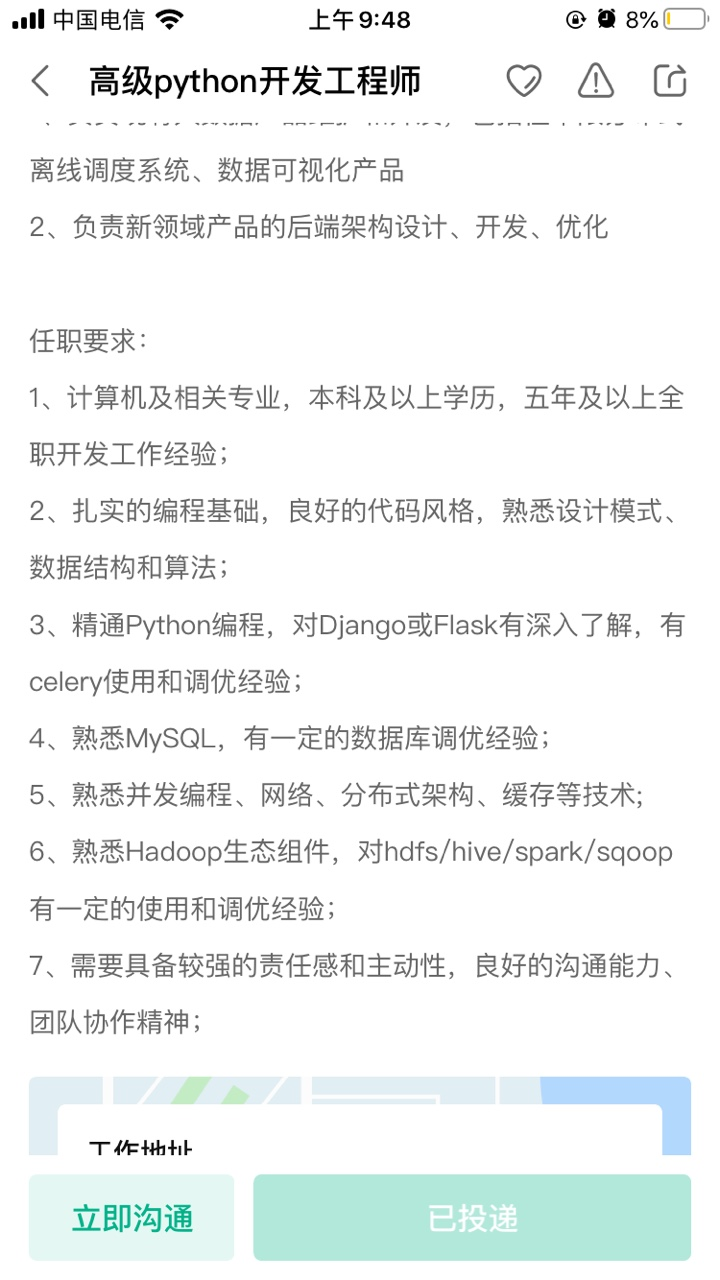 中国电信
上午9:48
8%
高级python开发工程师
离线调度系统、数据可视化产品
2、负责新领域产品的后端架构设计、开发、优化
任职要求：
1、计算机及相关专业，本科及以上学历，五年及以上全
职开发工作经验；
2、扎实的编程基础，良好的代码风格，熟悉设计模式、
数据结构和算法；
3、精通Python编程，对Django或Flask有深入了解，有
celery使用和调优经验；
4、熟悉MySQL，有一定的数据库调优经验；
5、熟悉并发编程、网络、分布式架构、缓存等技术;
6、熟悉Hadoop生态组件，对hdfs/hive/spark/sqoop
有一定的使用和调优经验；
7、需要具备较强的责任感和主动性，良好的沟通能力、
团队协作精神；
工作地址
立即沟通
已投递